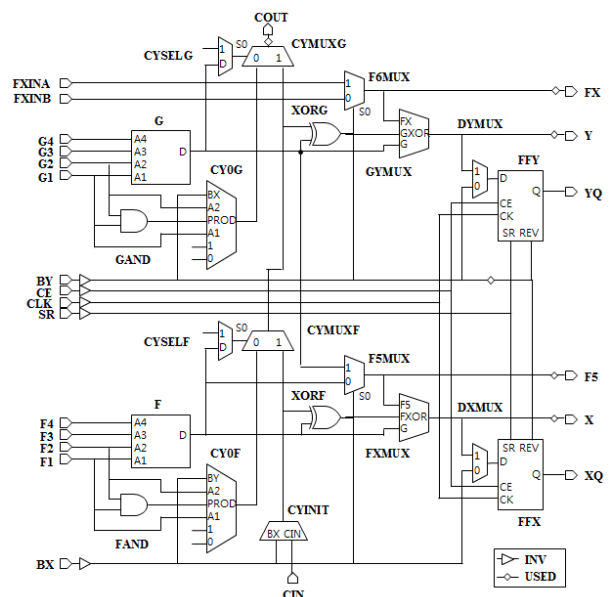 COUT
CYSELG
S0
CYMUXG
1
D
0 1
FXINA
FXINB
1
0
F6MUX
S0
FX
XORG
FX
GXOR
G
GYMUX
DYMUX
Y
G
G4
G3
G2
G1
A4
A3
A2
A1
D
CY0G
BX
A2
PROD
A1
1
0
GAND
1
0
FFY
D
Q
CE
CK
SR REV
YQ
BY
CE
CLK
SR
CYSELF
S0
CYMUXF
1
D
0 1
1
0
F5MUX
S0
F5
XORF
F5
FXOR
G
FXMUX
DXMUX
X
F
F4
F3
F2
F1
A4
A3
A2
A1
D
CY0F
BY
A2
PROD
A1
1
0
FAND
CYINIT
BX CIN
1
0
SR REV
D
Q
CE
CK
FFX
XQ
BX
CIN
INV
USED